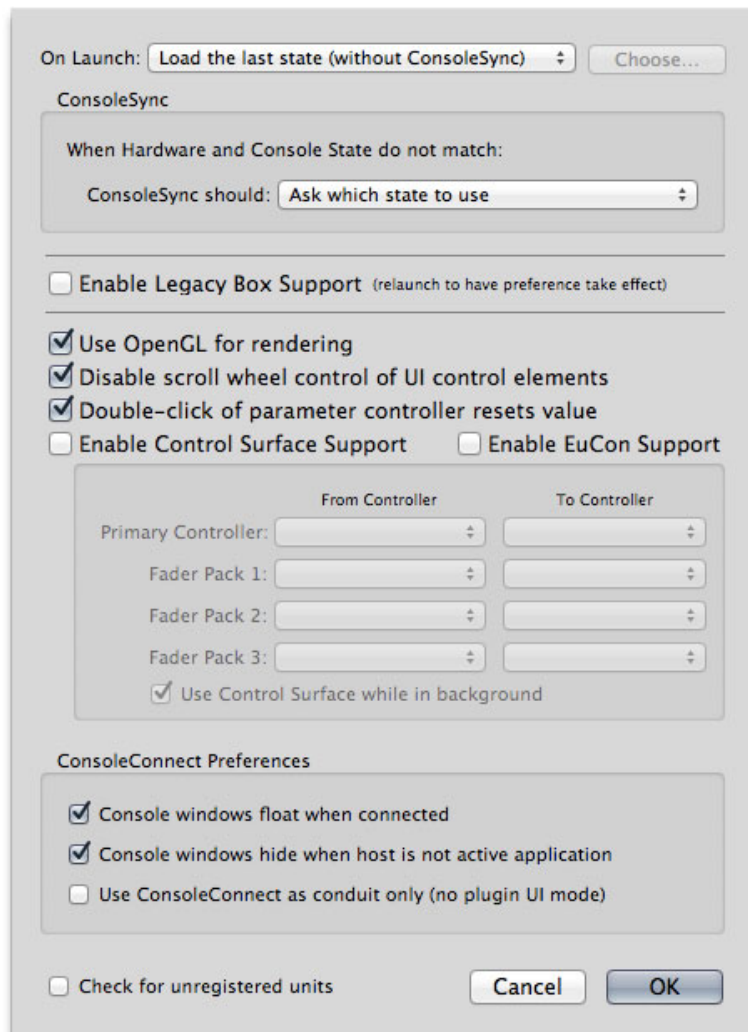 On Launch: Load the last state (without ConsoleSync) Choose...
ConsoleSync
When Hardware and Console State do not match:
ConsoleSync should: Ask which state to use
Enable Legacy Box Support (relaunch to have preference take effect)
Use OpenGL for rendering
Disable scroll wheel control of UI control elements
Double-click of parameter controller resets value
Enable Control Surface Support Enable EuCon Support
From Controller To Controller
Primary Controller:
Fader Pack 1:
Fader Pack 2:
Fader Pack 3:
Use Control Surface while in background
ConsoleConnect Preferences
Console windows float when connected
Console windows hide when host is not active application
Use ConsoleConnect as conduit only (no plugin UI mode)
Check for unregistered units Cancel OK